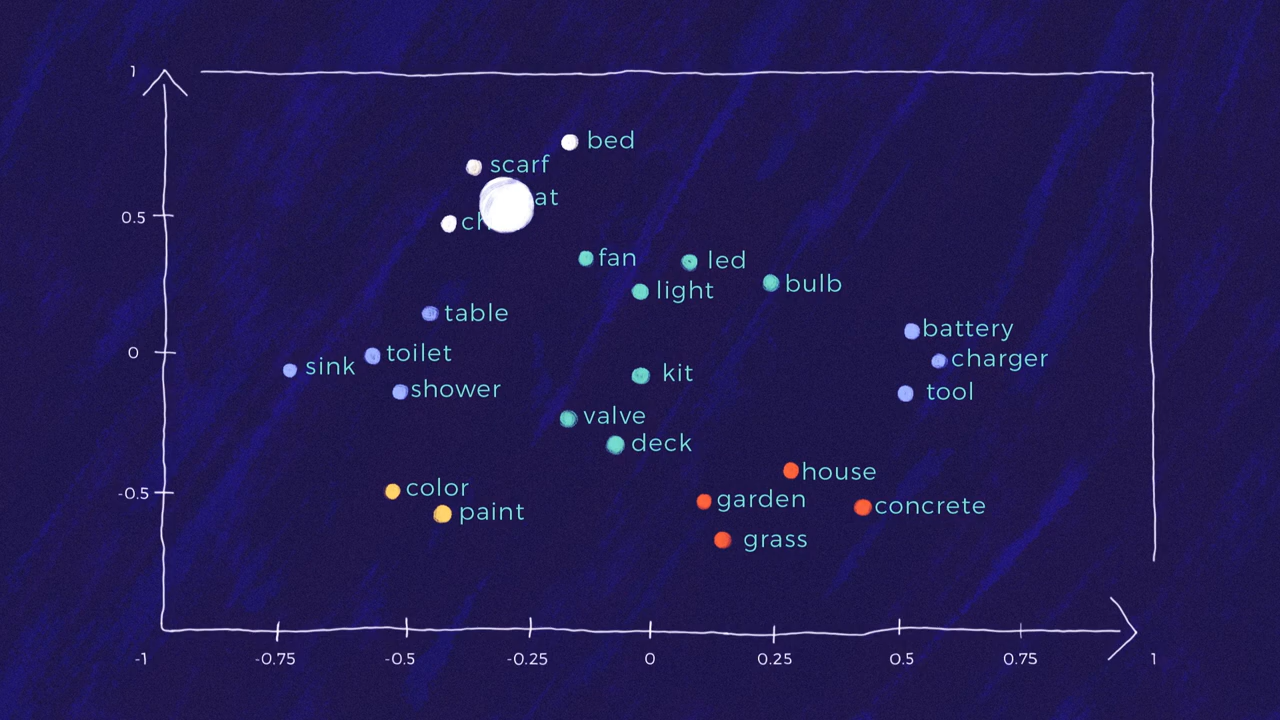 1
bed
scarf
at
0.5
ch
fan
led
light
bulb
table
battery
0
toilet
charger
sink
shower
kit
tool
valve
deck
house
color
-0.5
garden
concrete
paint
grass
-1
-0.75
-0.5
-0.25
0
0.25
0.5
0.75
1